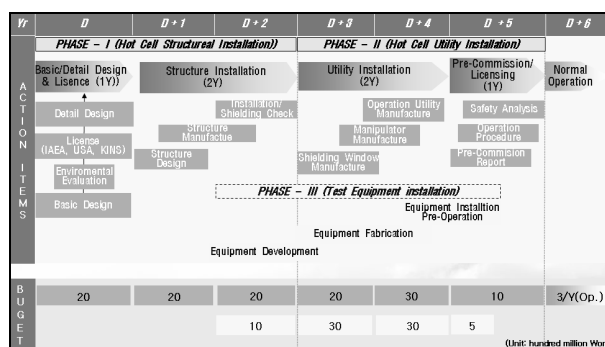 Yr D D + 1 D + 2 D + 3 D + 4 D + 5 D + 6
PHASE – I (Hot Cell Structureal Installation)) PHASE – II (Hot Cell Utility Installation)
Basic/Detail Design
& Lisence (1Y))
Structure Installation
(2Y)
Utility Installation
(2Y)
Pre-Commission/
Licensing
(1Y)
Normal
Operation
ACTION ITEMS
Detail Design
License
(IAEA, USA, KINS)
Enviromental
Evaluation
Basic Design
Installation/
Shielding Check
Structure
Manufactue
Structure
Design
Operation Utility
Manufacture
Manipulator
Manufacture
Shielding Window
Manufacture
Safety Analysis
Operation
Procedure
Pre-Commision
Report
PHASE – III (Test Equipment installation)
Equipment Installtion
Pre-Operation
Equipment Fabrication
Equipment Development
BUGET
20 20 20 20 30 10 3/Y(Op.)
10 30 30 5
(Unit: hundred million Won